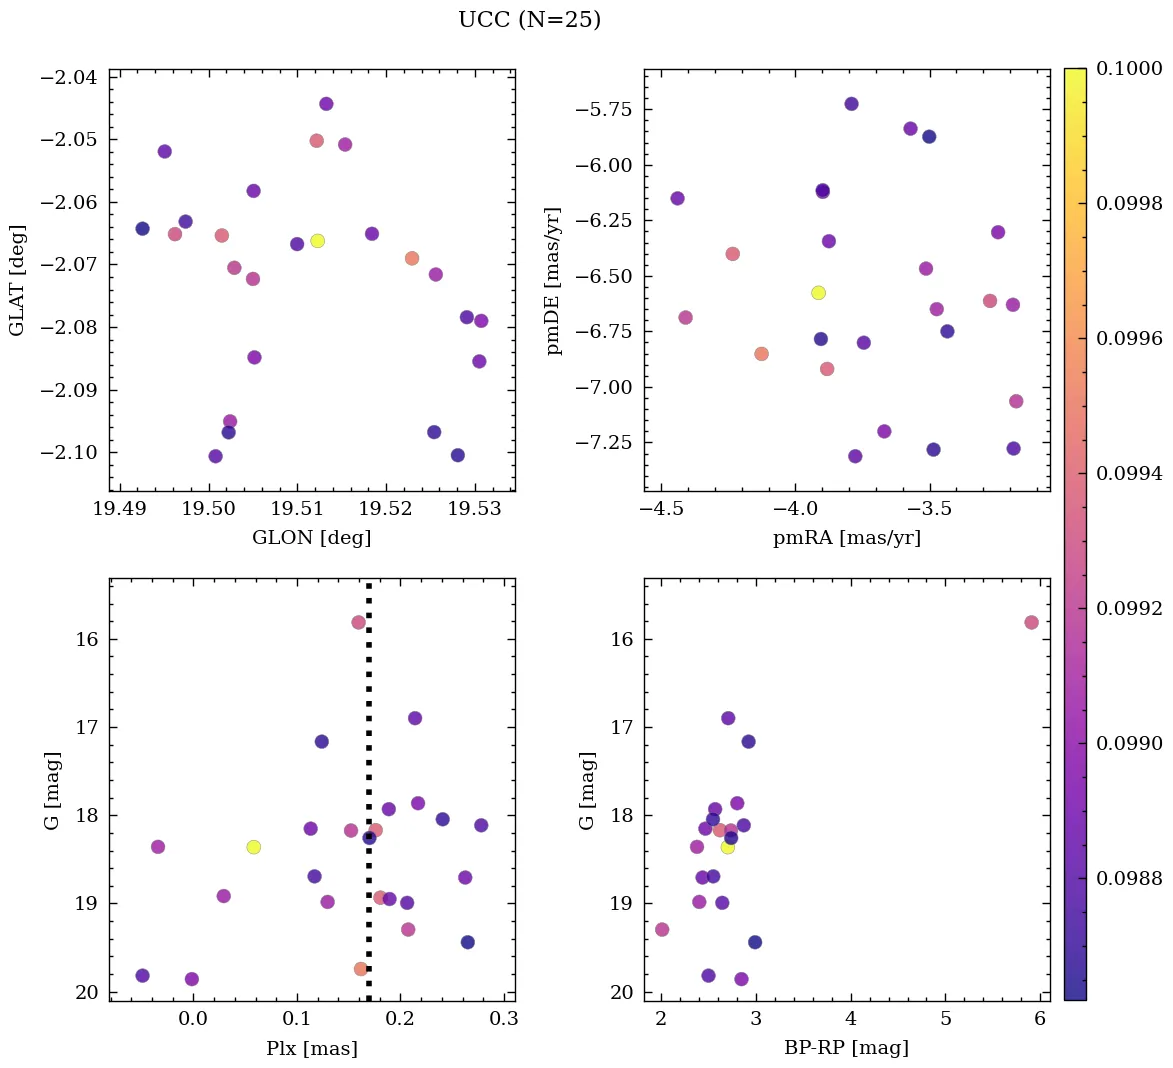 UCC (N=25)
−2.04
−2.05
−2.06
−2.07
−2.08
−2.09
−2.10
GLAT [deg]
19.49 19.50 19.51 19.52 19.53
GLON [deg]
−5.75
−6.00
−6.25
−6.50
−6.75
−7.00
−7.25
pmDE [mas/yr]
−4.5 −4.0 −3.5
pmRA [mas/yr]
0.1000
0.0998
0.0996
0.0994
0.0992
0.0990
0.0988
16
17
18
19
20
G [mag]
0.0 0.1 0.2 0.3
Plx [mas]
16
17
18
19
20
G [mag]
2 3 4 5 6
BP-RP [mag]